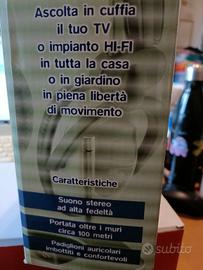 Ascolta in cuffia
il tuo TV
o impianto HI-FI
in tutta la casa
o in giardino
in piena libertà
di movimento
Caratteristiche
Suono stereo
ad alta fedeltà
Portata oltre i muri
circa 100 metri
Padiglioni auricolari
imbottiti e confortevoli
subito